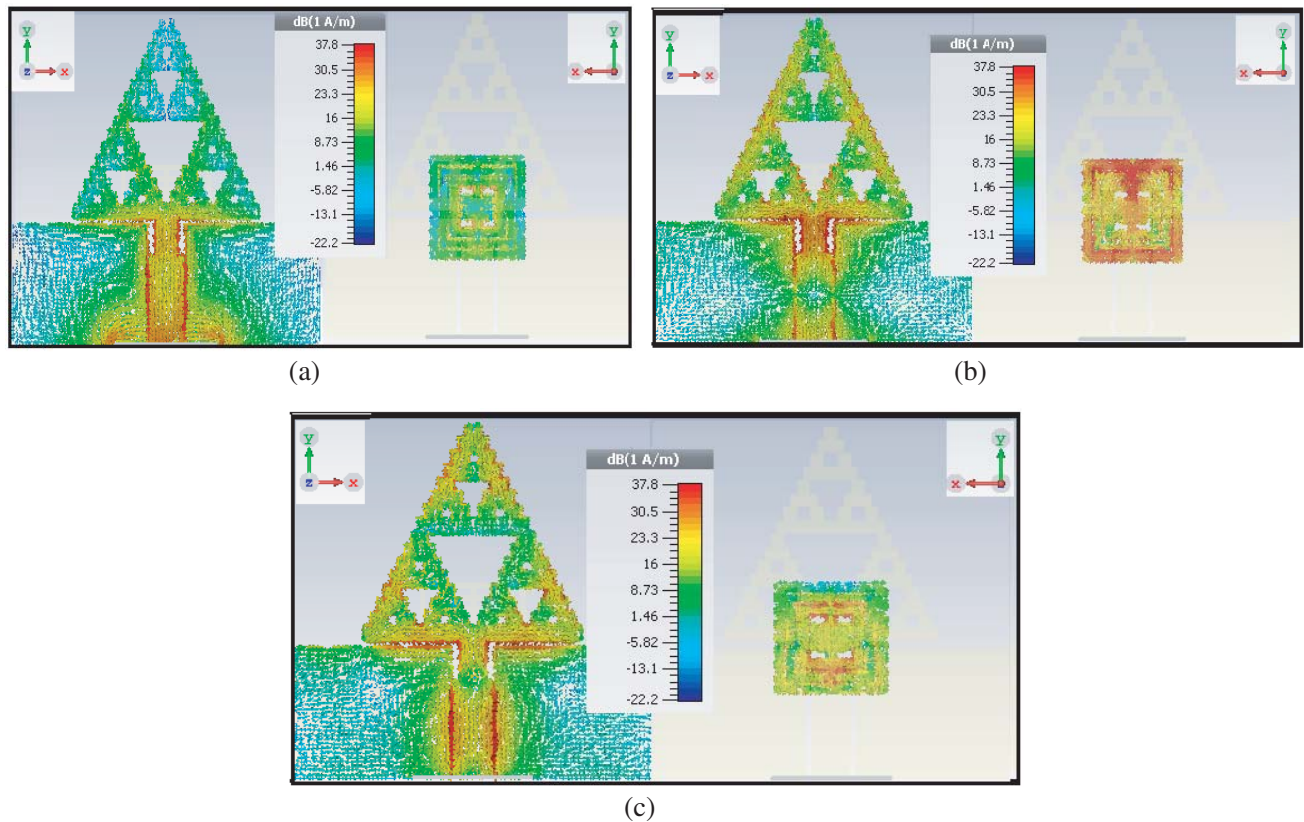 y
z x
dB(1 A/m)
37.8
30.5
23.3
16
8.73
1.46
-5.82
-13.1
-22.2
y
x
(a)
y
z x
dB(1 A/m)
37.8
30.5
23.3
16
8.73
1.46
-5.82
-13.1
-22.2
y
x
(b)
y
z x
dB(1 A/m)
37.8
30.5
23.3
16
8.73
1.46
-5.82
-13.1
-22.2
y
x
(c)